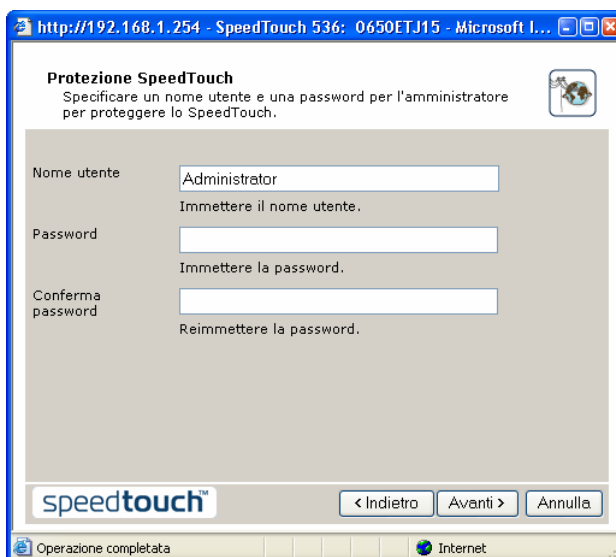 http://192.168.1.254 - SpeedTouch 536: 0650ETJ15 - Microsoft I...
Protezione SpeedTouch
Specificare un nome utente e una password per l'amministratore
per proteggere lo SpeedTouch.
Nome utente
Administrator
Immettere il nome utente.
Password
Immettere la password.
Conferma
password
Reimmettere la password.
speedtouch™
< Indietro
Avanti >
Annulla
Operazione completata
Internet